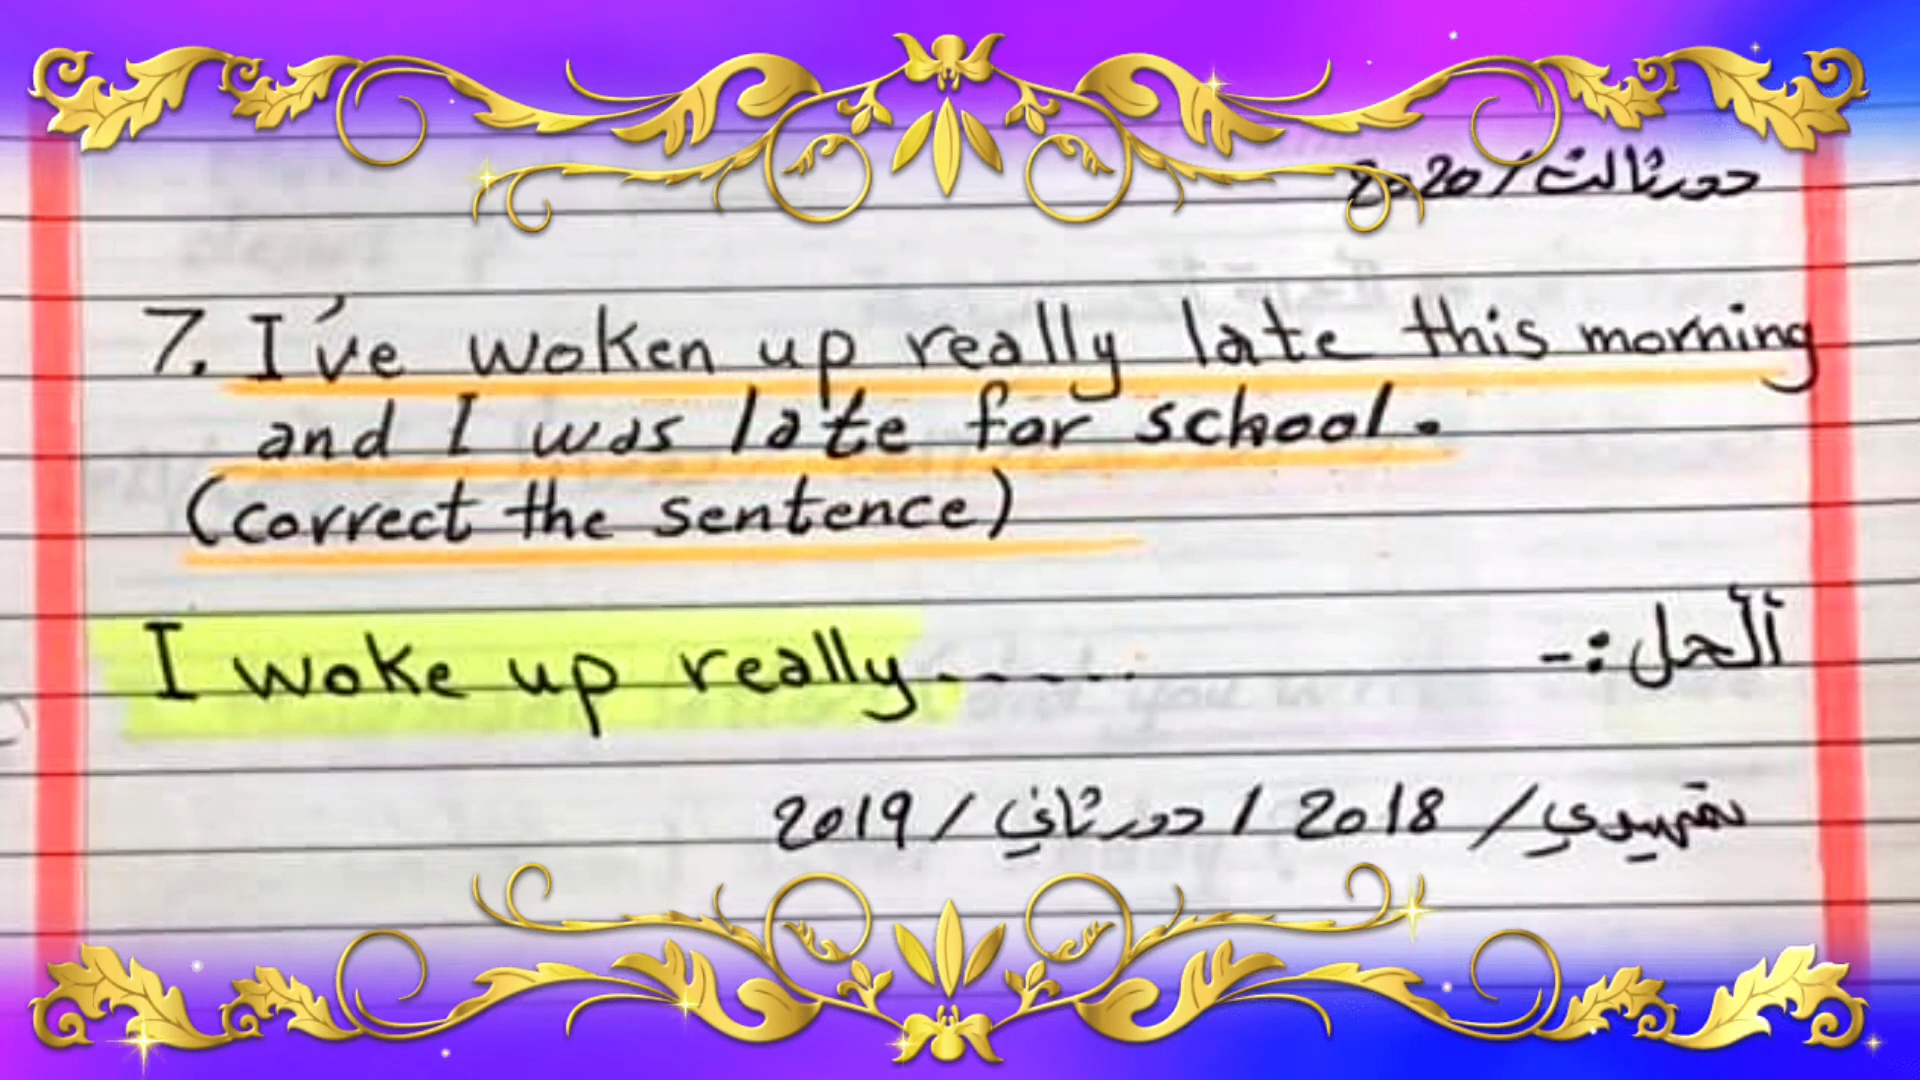 دور ثالث / 2020
7. I've woken up really late this morning
and I was late for school.
(correct the sentence)
الحل :-
I woke up really......
تمهيدي / 2018 / دور ثاني / 2019